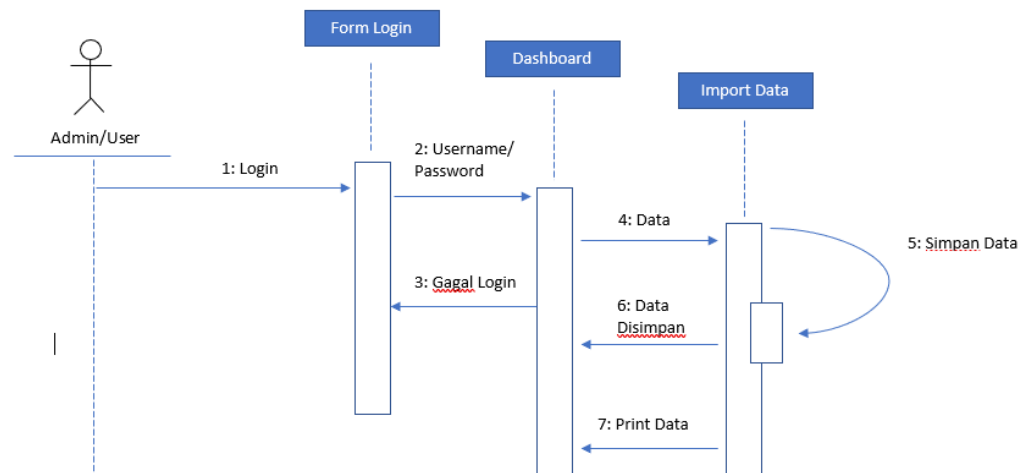 Form Login
Dashboard
Import Data
Admin/User
1: Login
2: Username/
Password
3: Gagal Login
4: Data
5: Simpan Data
6: Data
Disimpan
7: Print Data